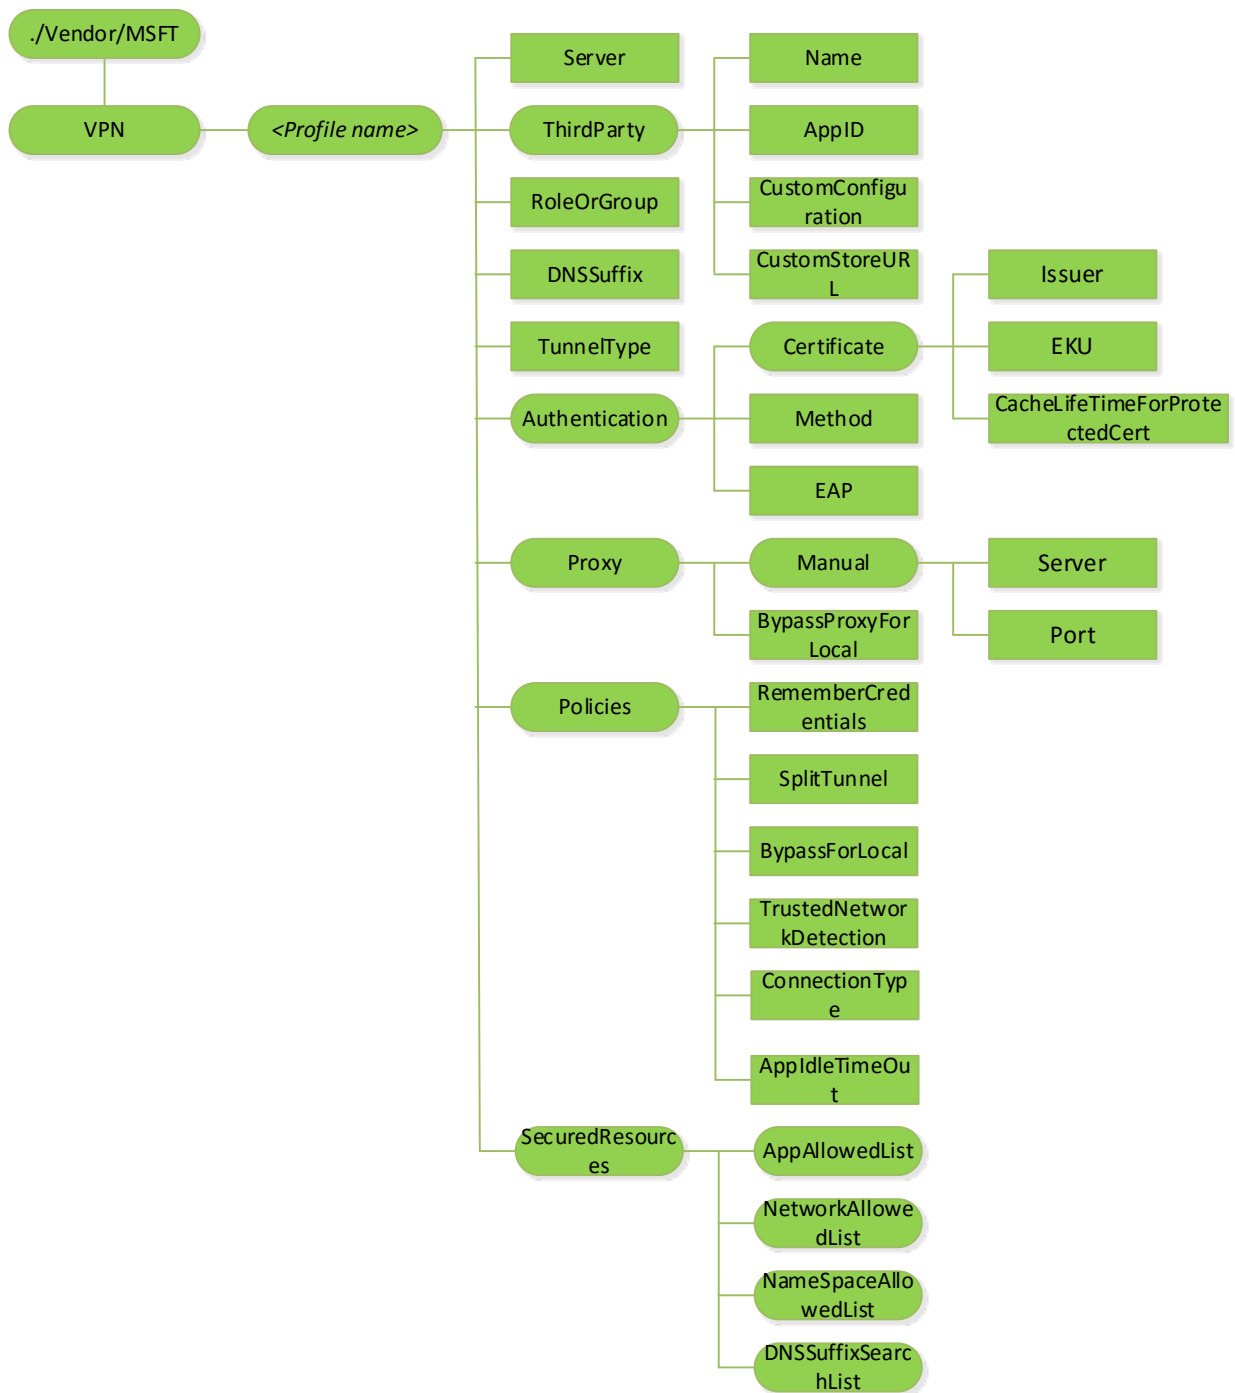 ./Vendor/MSFT
VPN
<Profile name>
Server
ThirdParty
RoleOrGroup
DNSSuffix
TunnelType
Authentication
Proxy
Policies
SecuredResourc
es
Name
AppID
CustomConfigu
ration
CustomStoreUR
L
Certificate
Method
EAP
Manual
BypassProxyFor
Local
RememberCred
entials
SplitTunnel
BypassForLocal
TrustedNetwor
kDetection
ConnectionTyp
e
AppIdleTimeOu
t
AppAllowedList
NetworkAllowe
dList
NameSpaceAllo
wedList
DNSSuffixSearc
hList
Issuer
EKU
CacheLifeTimeForProte
ctedCert
Server
Port